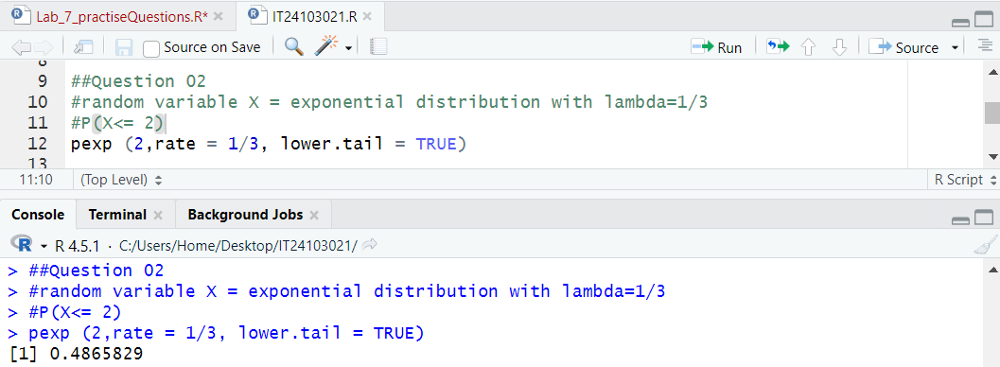 Lab_7_practiseQuestions.R* IT24103021.R
Source on Save Run Source
8
9 ##Question 02
10 #random variable X = exponential distribution with lambda=1/3
11 #P(X<= 2)
12 pexp (2,rate = 1/3, lower.tail = TRUE)
13
11:10 (Top Level) R Script
Console Terminal Background Jobs
R 4.5.1 · C:/Users/Home/Desktop/IT24103021/
> ##Question 02
> #random variable X = exponential distribution with lambda=1/3
> #P(X<= 2)
> pexp (2,rate = 1/3, lower.tail = TRUE)
[1] 0.4865829